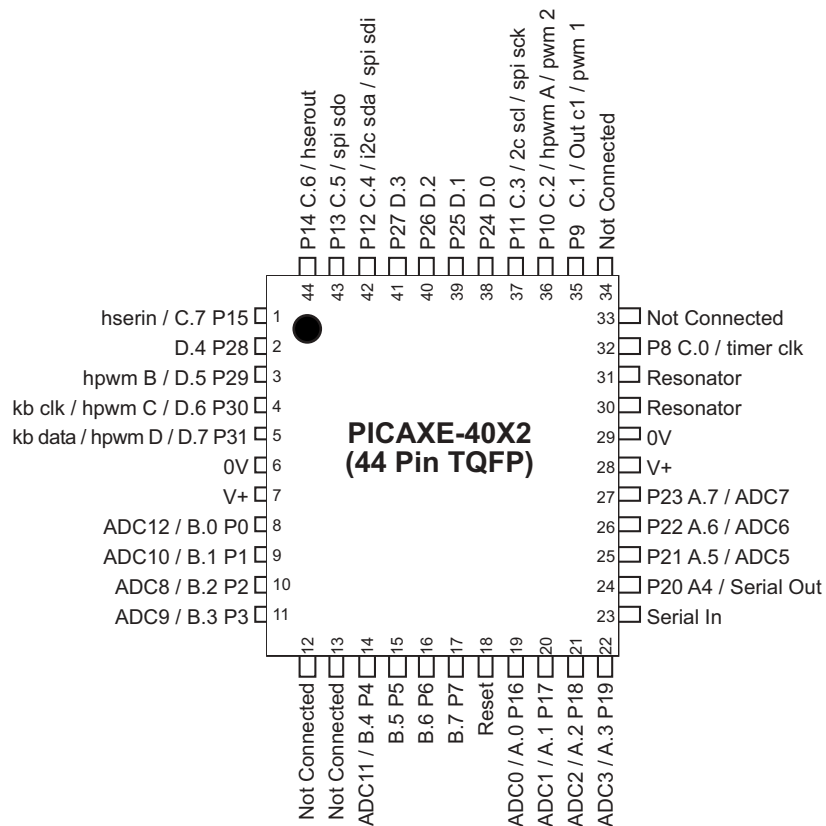 P14 C.6 / hserout
P13 C.5 / spi sdo
P12 C.4 / i2c sda / spi sdi
P27 D.3
P26 D.2
P25 D.1
P24 D.0
P11 C.3 / 2c scl / spi sck
P10 C.2 / hpwm A / pwm 2
P9 C.1 / Out c1 / pwm 1
Not Connected
44
43
42
41
40
39
38
37
36
35
34
hserin / C.7 P15 1
D.4 P28 2
hpwm B / D.5 P29 3
kb clk / hpwm C / D.6 P30 4
kb data / hpwm D / D.7 P31 5
0V 6
V+ 7
ADC12 / B.0 P0 8
ADC10 / B.1 P1 9
ADC8 / B.2 P2 10
ADC9 / B.3 P3 11
PICAXE-40X2
(44 Pin TQFP)
33 Not Connected
32 P8 C.0 / timer clk
31 Resonator
30 Resonator
29 0V
28 V+
27 P23 A.7 / ADC7
26 P22 A.6 / ADC6
25 P21 A.5 / ADC5
24 P20 A4 / Serial Out
23 Serial In
12
13
14
15
16
17
18
19
20
21
22
Not Connected
Not Connected
ADC11 / B.4 P4
B.5 P5
B.6 P6
B.7 P7
Reset
ADC0 / A.0 P16
ADC1 / A.1 P17
ADC2 / A.2 P18
ADC3 / A.3 P19